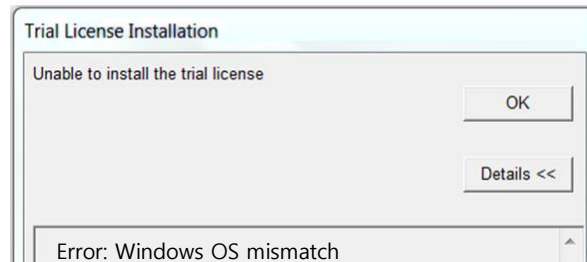 Trial License Installation
Unable to install the trial license
OK
Details <<
Error: Windows OS mismatch